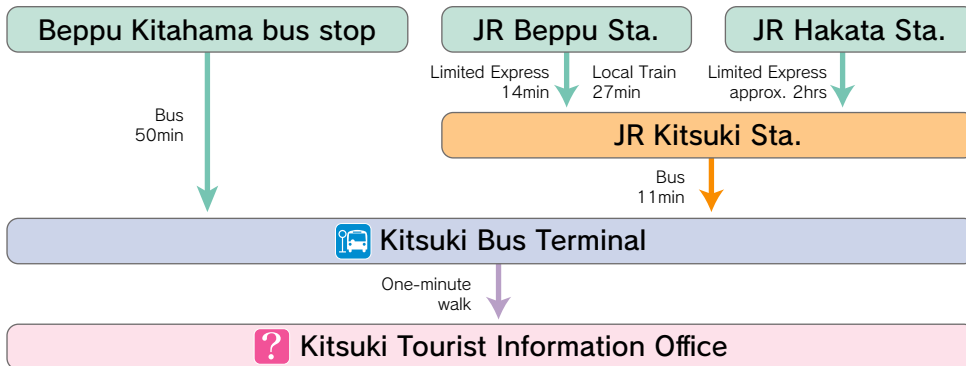 Beppu Kitahama bus stop
JR Beppu Sta.
JR Hakata Sta.
Limited Express
14min
Local Train
27min
Limited Express
approx. 2hrs
Bus
50min
JR Kitsuki Sta.
Bus
11min
Kitsuki Bus Terminal
One-minute
walk
? Kitsuki Tourist Information Office